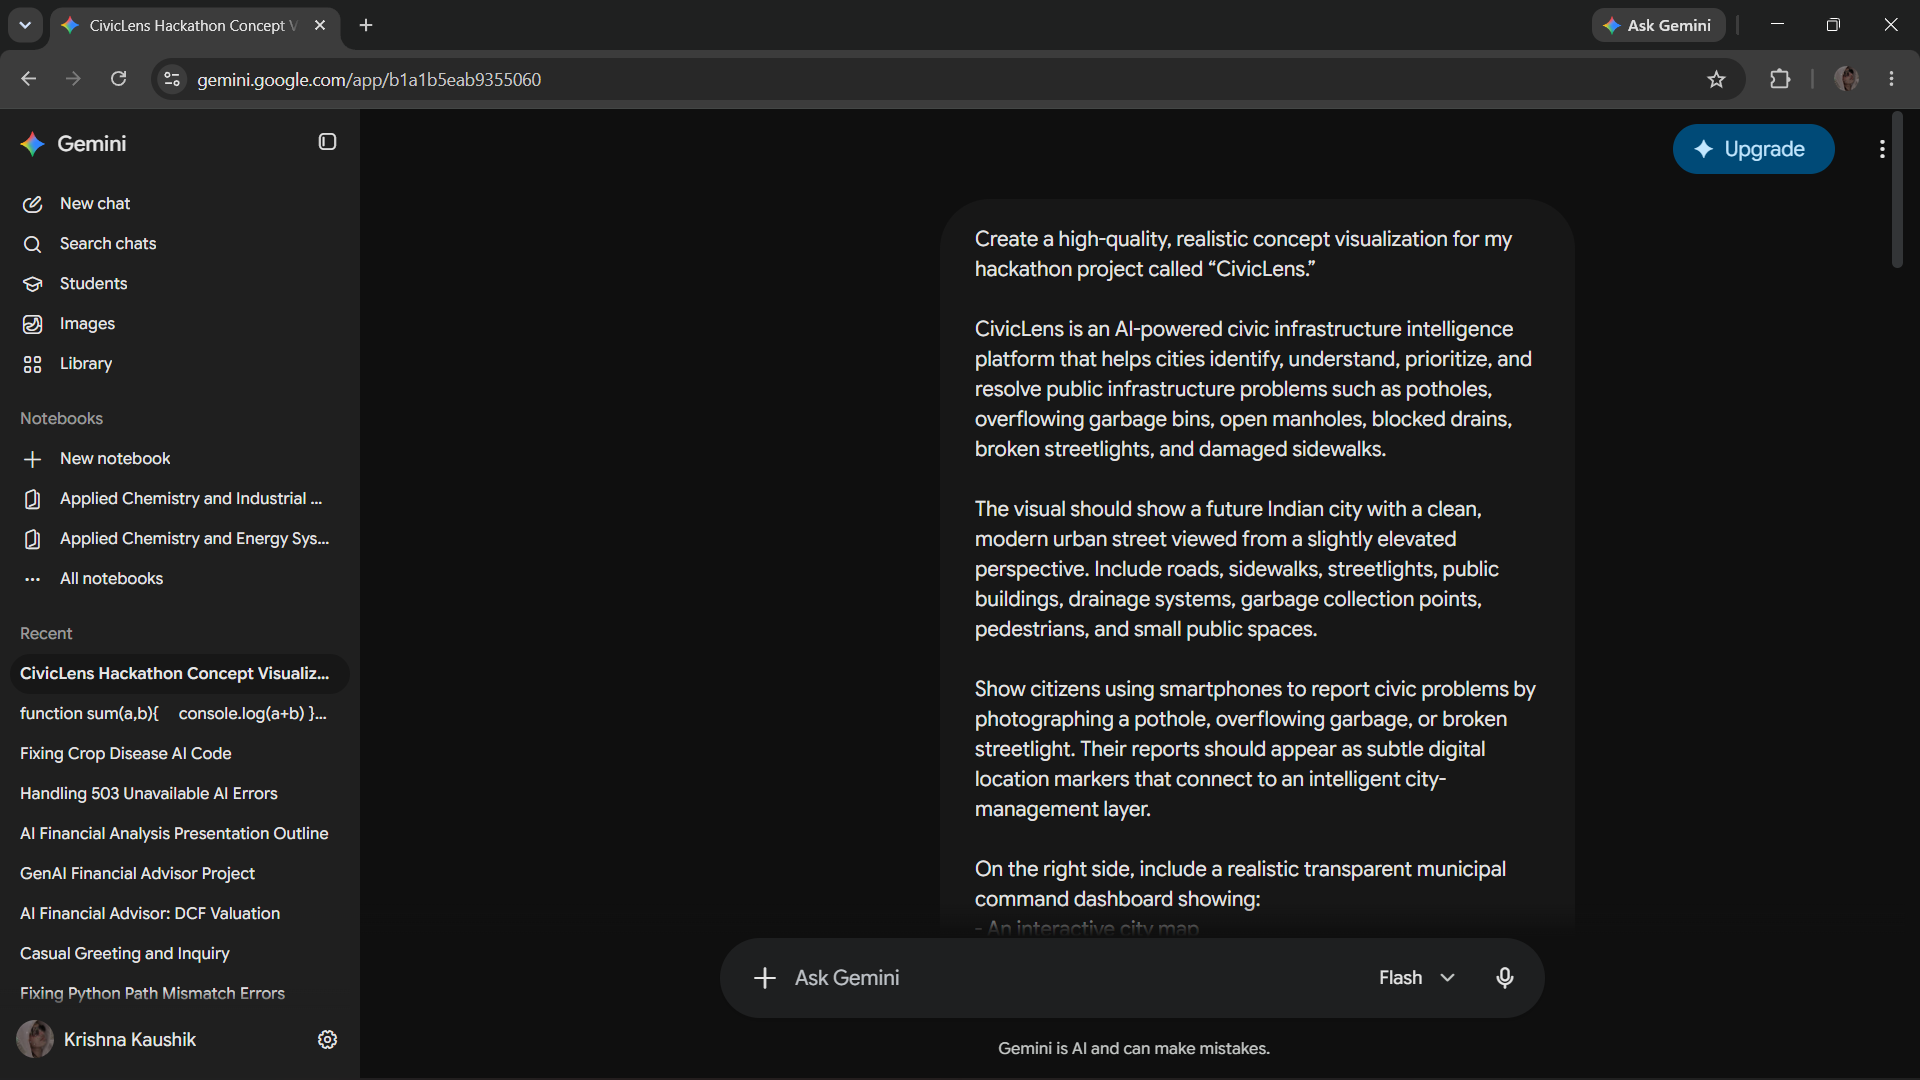 CivicLens Hackathon Concept V
Ask Gemini
gemini.google.com/app/b1a1b5eab9355060
Gemini
New chat
Search chats
Students
Images
Library
Notebooks
New notebook
Applied Chemistry and Industrial ...
Applied Chemistry and Energy Sys...
All notebooks
Recent
CivicLens Hackathon Concept Visualiz...
function sum(a,b){ console.log(a+b) }...
Fixing Crop Disease AI Code
Handling 503 Unavailable AI Errors
AI Financial Analysis Presentation Outline
GenAI Financial Advisor Project
AI Financial Advisor: DCF Valuation
Casual Greeting and Inquiry
Fixing Python Path Mismatch Errors
Krishna Kaushik
Upgrade
Create a high-quality, realistic concept visualization for my
hackathon project called “CivicLens.”
CivicLens is an AI-powered civic infrastructure intelligence
platform that helps cities identify, understand, prioritize, and
resolve public infrastructure problems such as potholes,
overflowing garbage bins, open manholes, blocked drains,
broken streetlights, and damaged sidewalks.
The visual should show a future Indian city with a clean,
modern urban street viewed from a slightly elevated
perspective. Include roads, sidewalks, streetlights, public
buildings, drainage systems, garbage collection points,
pedestrians, and small public spaces.
Show citizens using smartphones to report civic problems by
photographing a pothole, overflowing garbage, or broken
streetlight. Their reports should appear as subtle digital
location markers that connect to an intelligent city-
management layer.
On the right side, include a realistic transparent municipal
command dashboard showing:
- An interactive city map
Ask Gemini
Flash
Gemini is AI and can make mistakes.